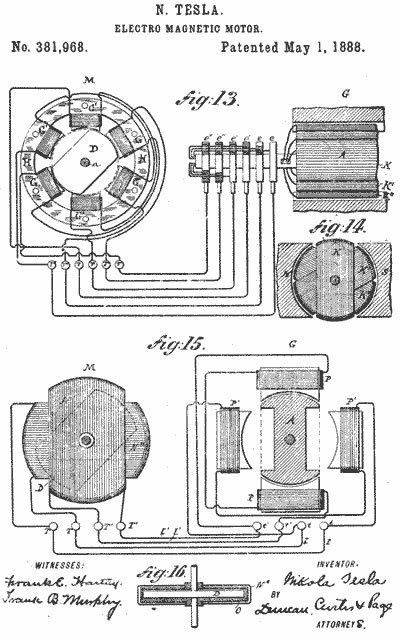 N. TESLA.
ELECTRO MAGNETIC MOTOR.
No. 381,968. Patented May 1, 1888.
M.
Fig: 13.
G
D
a
N
A
X
K'
Fig: 14.
K
N
S
Fig: 15.
M.
G
P
P' A P'
D
P
T T' T' T
t' t' t t
l' l'
l
l
WITNESSES:
Frank E. Hartley,
Frank B. Murphy.
Fig: 16.
D
INVENTOR.
Nikola Tesla
BY
Duncan, Curtis & Page
ATTORNEYS.